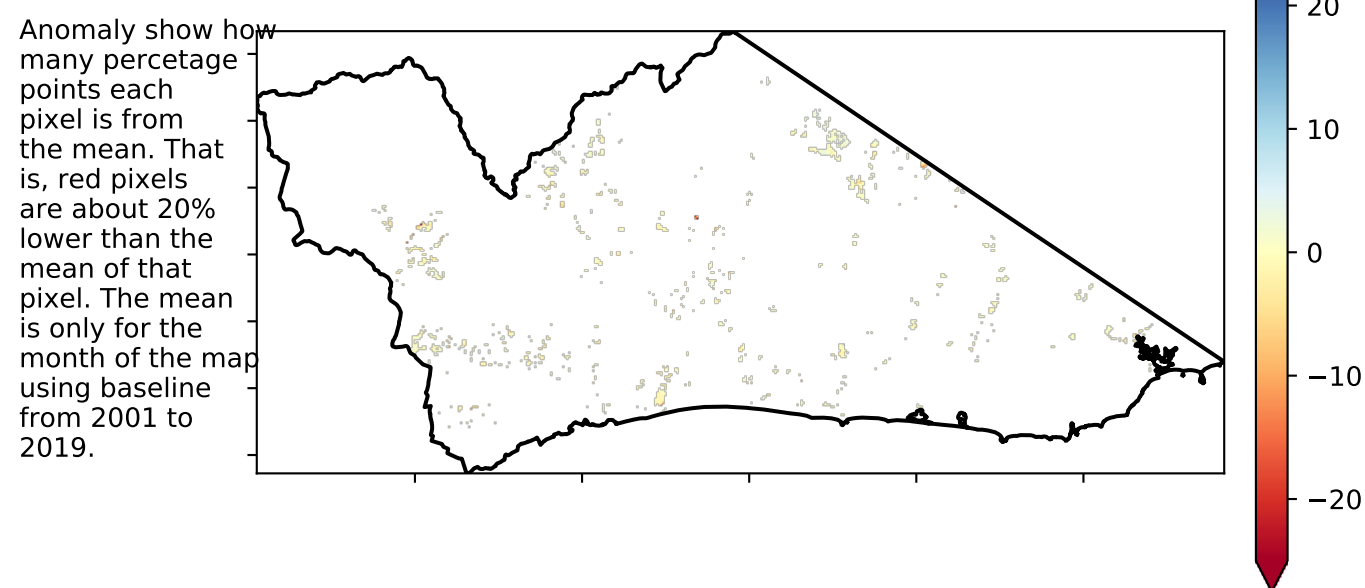 Anomaly show how
many percetage
points each
pixel is from
the mean. That
is, red pixels
are about 20%
lower than the
mean of that
pixel. The mean
is only for the
month of the map
using baseline
from 2001 to
2019.
20
10
0
−10
−20